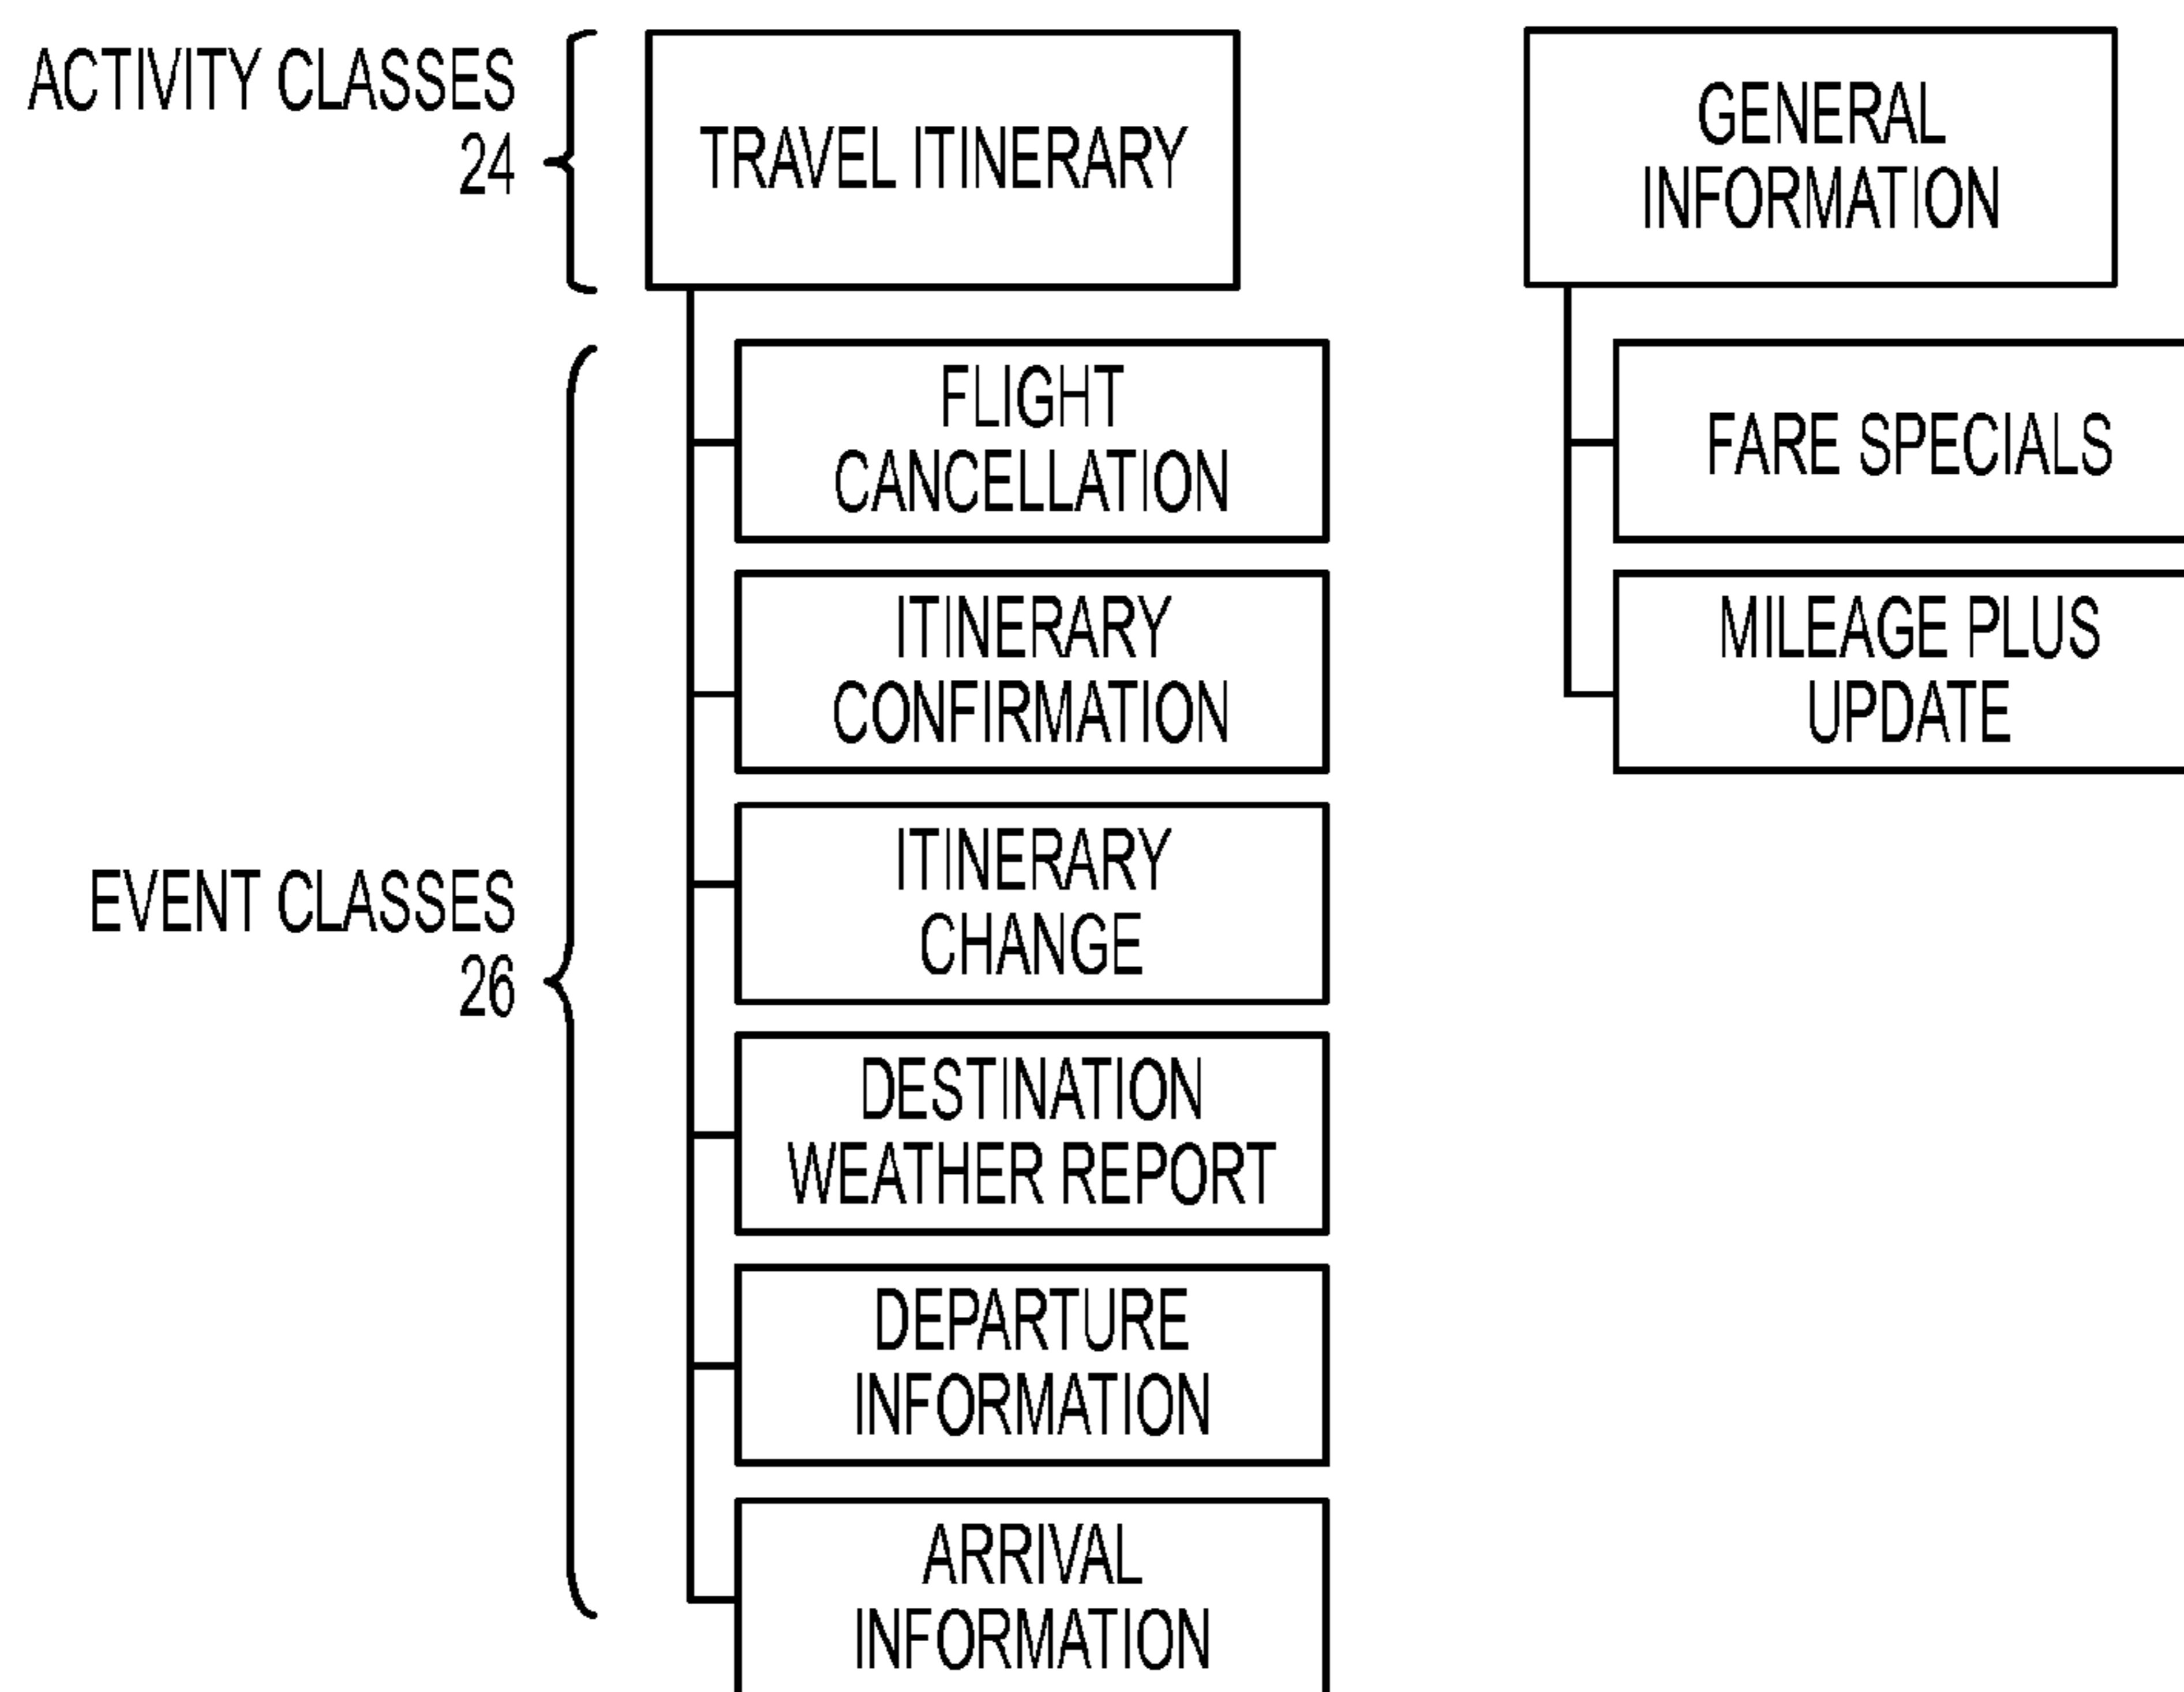 ACTIVITY CLASSES
24
TRAVEL ITINERARY
GENERAL
INFORMATION
EVENT CLASSES
26
FLIGHT
CANCELLATION
ITINERARY
CONFIRMATION
ITINERARY
CHANGE
DESTINATION
WEATHER REPORT
DEPARTURE
INFORMATION
ARRIVAL
INFORMATION
FARE SPECIALS
MILEAGE PLUS
UPDATE